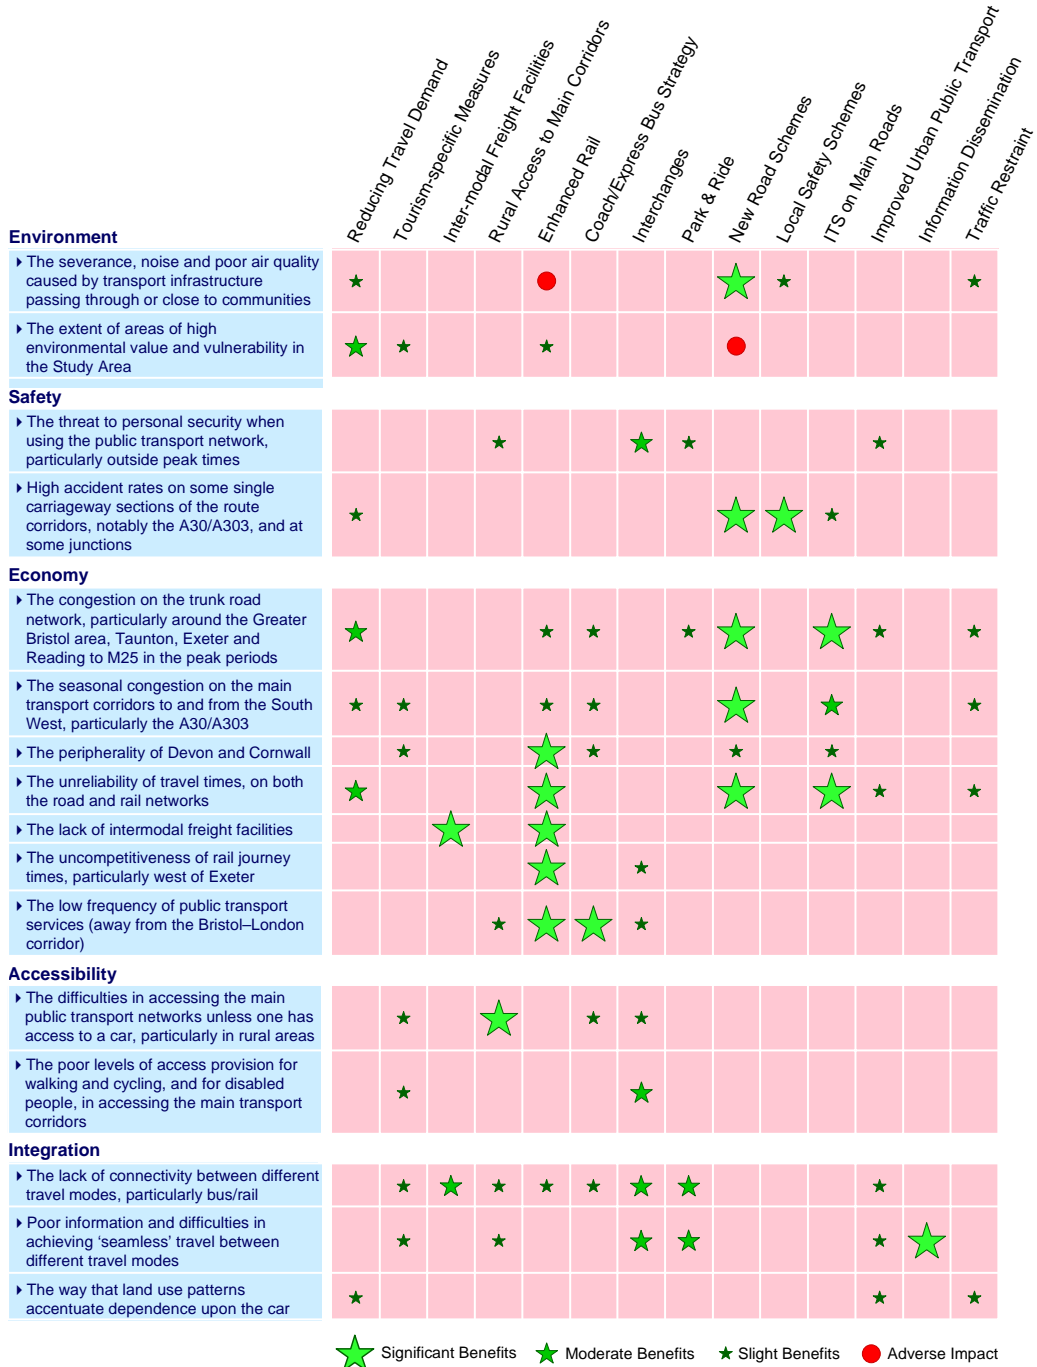 Reducing Travel Demand
Tourism-specific Measures
Inter-modal Freight Facilities
Rural Access to Main Corridors
Enhanced Rail
Coach/Express Bus Strategy
Interchanges
Park & Ride
New Road Schemes
Local Safety Schemes
ITS on Main Roads
Improved Urban Public Transport
Information Dissemination
Traffic Restraint
Environment
The severance, noise and poor air quality
caused by transport infrastructure
passing through or close to communities
The extent of areas of high
environmental value and vulnerability in
the Study Area
Safety
The threat to personal security when
using the public transport network,
particularly outside peak times
High accident rates on some single
carriageway sections of the route
corridors, notably the A30/A303, and at
some junctions
Economy
The congestion on the trunk road
network, particularly around the Greater
Bristol area, Taunton, Exeter and
Reading to M25 in the peak periods
The seasonal congestion on the main
transport corridors to and from the South
West, particularly the A30/A303
The peripherality of Devon and Cornwall
The unreliability of travel times, on both
the road and rail networks
The lack of intermodal freight facilities
The uncompetitiveness of rail journey
times, particularly west of Exeter
The low frequency of public transport
services (away from the Bristol–London
corridor)
Accessibility
The difficulties in accessing the main
public transport networks unless one has
access to a car, particularly in rural areas
The poor levels of access provision for
walking and cycling, and for disabled
people, in accessing the main transport
corridors
Integration
The lack of connectivity between different
travel modes, particularly bus/rail
Poor information and difficulties in
achieving ‘seamless’ travel between
different travel modes
The way that land use patterns
accentuate dependence upon the car
Significant Benefits
Moderate Benefits
Slight Benefits
Adverse Impact